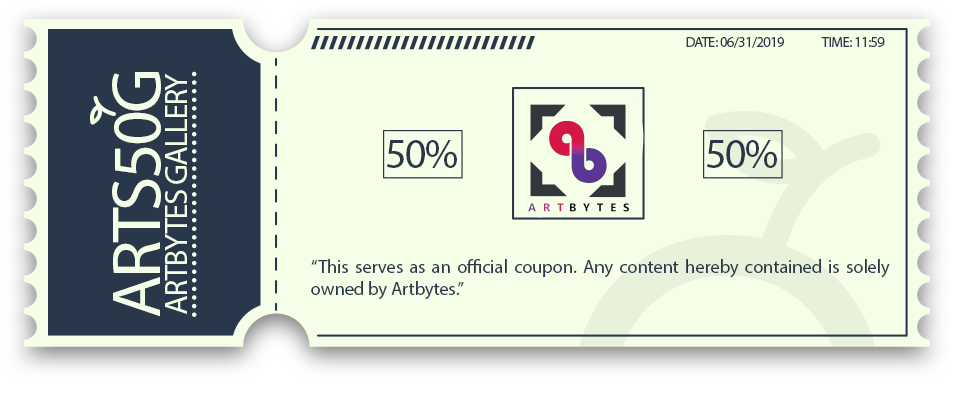 ARTS50G
ARTBYTES GALLERY
DATE: 06/31/2019 TIME: 11:59
50%
ARTBYTES
50%
“This serves as an official coupon. Any content hereby contained is solely
owned by Artbytes.”